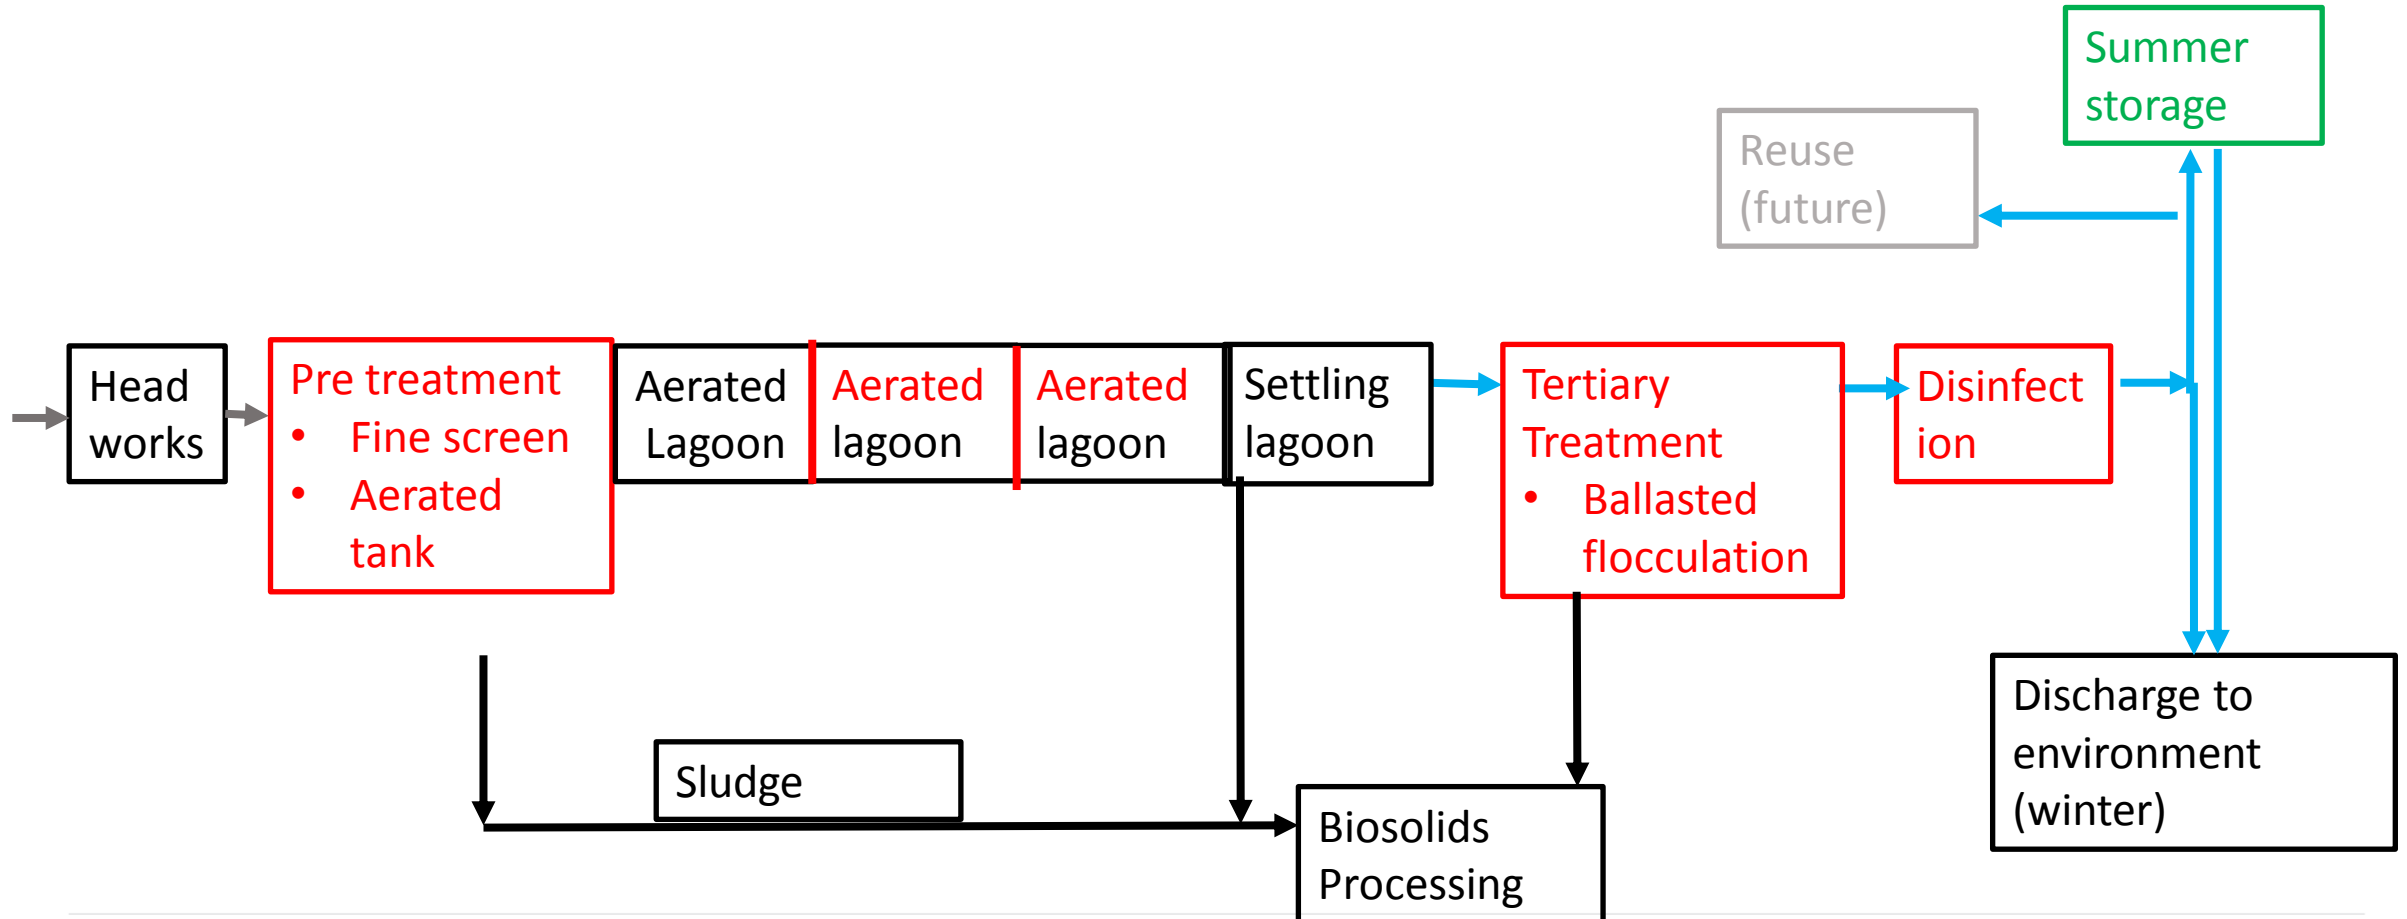 Summer
storage
Reuse
(future)
Head
works
Pre treatment
• Fine screen
• Aerated
tank
Aerated
Lagoon
Aerated
lagoon
Aerated
lagoon
Settling
lagoon
Tertiary
Treatment
• Ballasted
flocculation
Disinfect
ion
Sludge
Biosolids
Processing
Discharge to
environment
(winter)